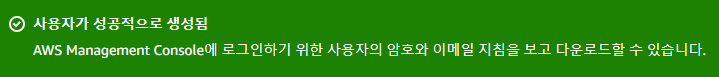 사용자가 성공적으로 생성됨
AWS Management Console에 로그인하기 위한 사용자의 암호와 이메일 지침을 보고 다운로드할 수 있습니다.